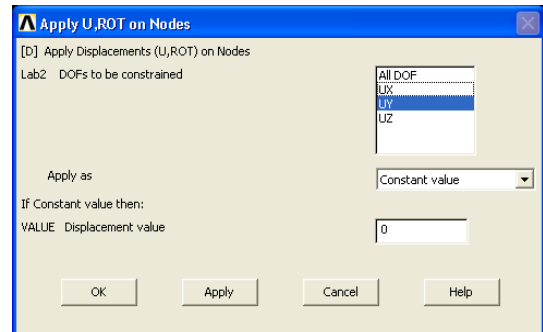 Apply U,ROT on Nodes
[D] Apply Displacements (U,ROT) on Nodes
Lab2 DOFs to be constrained
All DOF
UX
UY
UZ
Apply as
Constant value
If Constant value then:
VALUE Displacement value
0
OK Apply Cancel Help